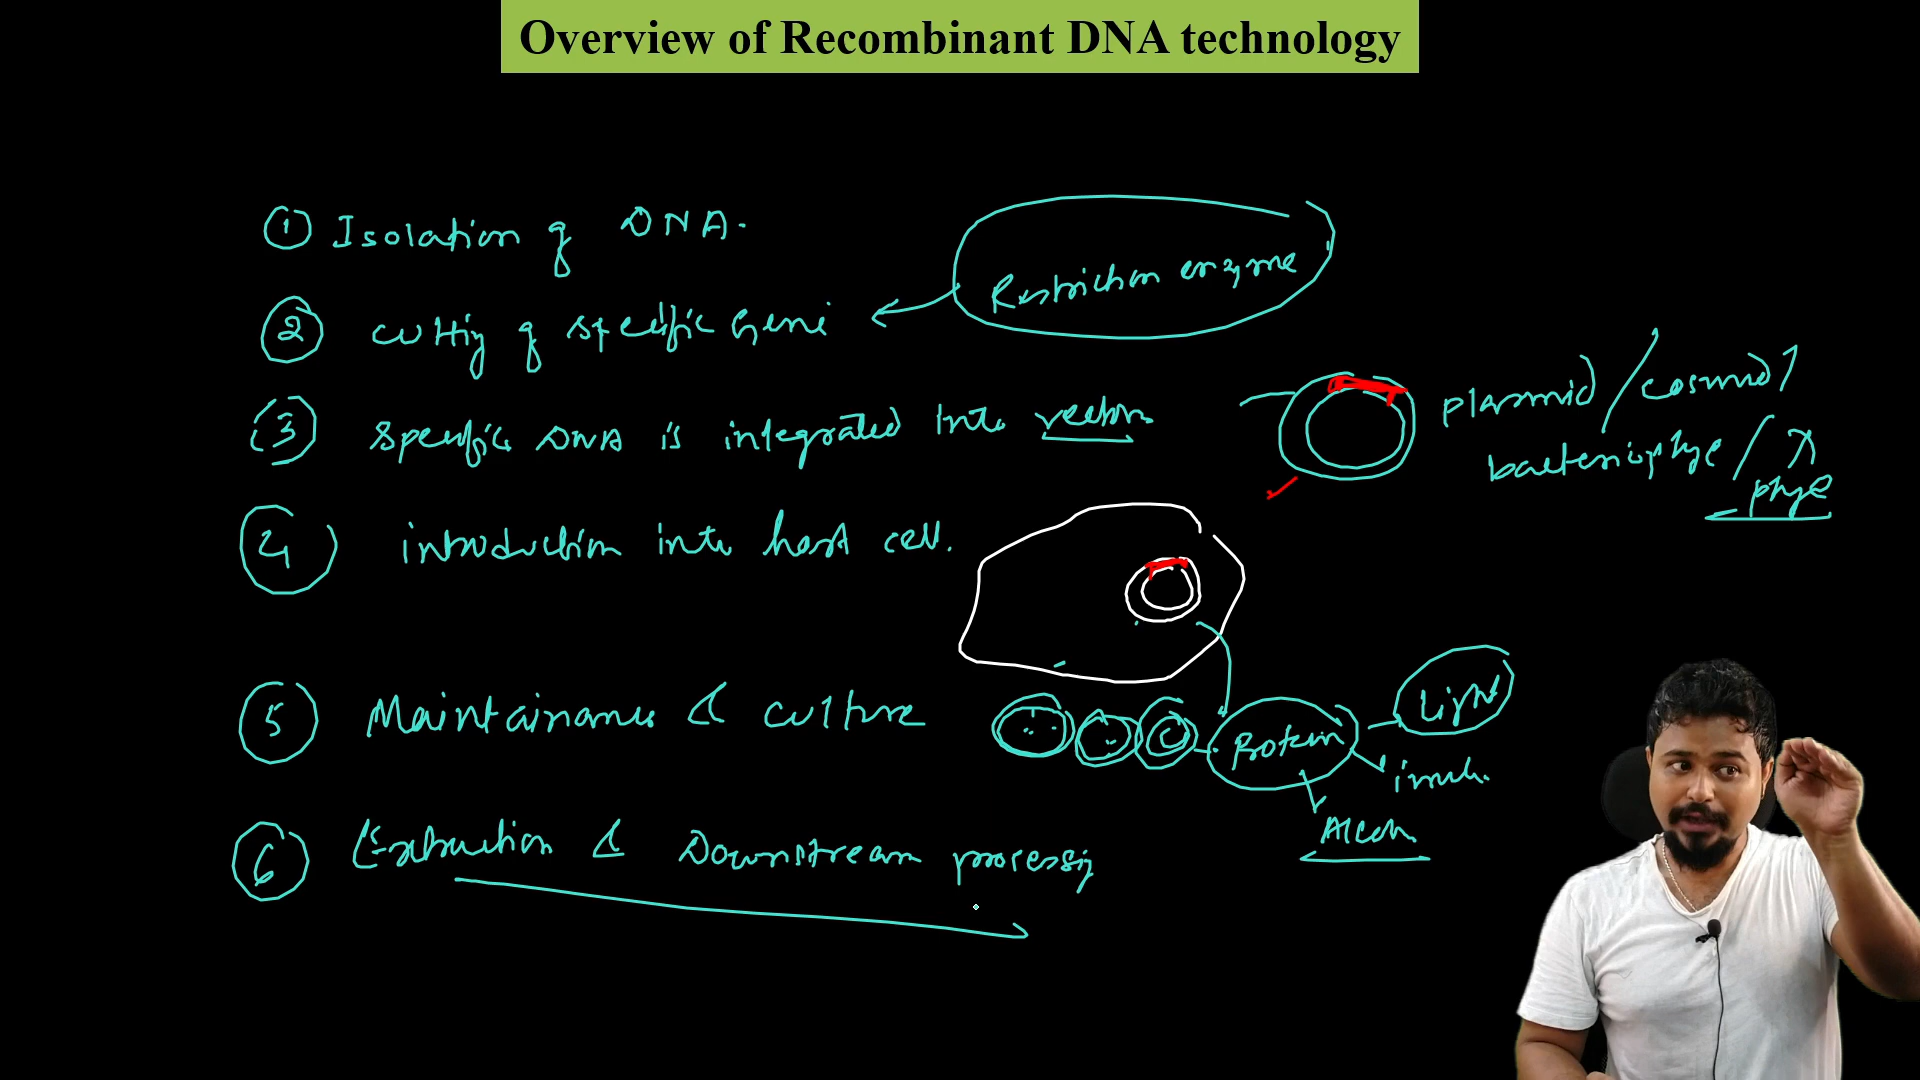 Overview of Recombinant DNA technology
① Isolation of DNA.
Restriction enzyme
② cutting of specific Gene
plasmid / cosmid /
③ specific DNA is integrated into vectors
bacteriophage / λ
phage
④ introduction into host cell.
Light
⑤ Maintainance & culture
Protein
Alcoh
⑥ Extraction & Downstream processing